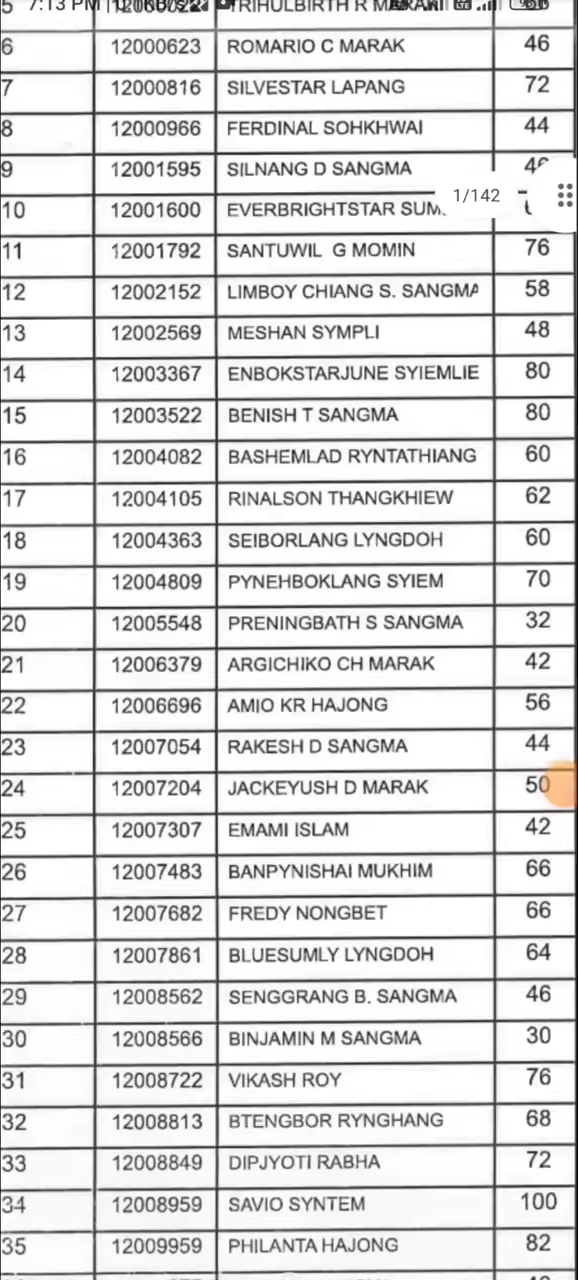 7:13 PM
5 TRIHULBIRTH R MARAK
6 12000623 ROMARIO C MARAK 46
7 12000816 SILVESTAR LAPANG 72
8 12000966 FERDINAL SOHKHWAI 44
9 12001595 SILNANG D SANGMA
1/142
10 12001600 EVERBRIGHTSTAR
11 12001792 SANTUWIL G MOMIN 76
12 12002152 LIMBOY CHIANG S. SANGMA 58
13 12002569 MESHAN SYMPLI 48
14 12003367 ENBOKSTARJUNE SYIEMLIE 80
15 12003522 BENISH T SANGMA 80
16 12004082 BASHEMLAD RYNTATHIANG 60
17 12004105 RINALSON THANGKHIEW 62
18 12004363 SEIBORLANG LYNGDOH 60
19 12004809 PYNEHBOKLANG SYIEM 70
20 12005548 PRENINGBATH S SANGMA 32
21 12006379 ARGICHIKO CH MARAK 42
22 12006696 AMIO KR HAJONG 56
23 12007054 RAKESH D SANGMA 44
24 12007204 JACKEYUSH D MARAK 50
25 12007307 EMAMI ISLAM 42
26 12007483 BANPYNISHAI MUKHIM 66
27 12007682 FREDY NONGBET 66
28 12007861 BLUESUMLY LYNGDOH 64
29 12008562 SENGGRANG B. SANGMA 46
30 12008566 BINJAMIN M SANGMA 30
31 12008722 VIKASH ROY 76
32 12008813 BTENGBOR RYNGHANG 68
33 12008849 DIPJYOTI RABHA 72
34 12008959 SAVIO SYNTEM 100
35 12009959 PHILANTA HAJONG 82